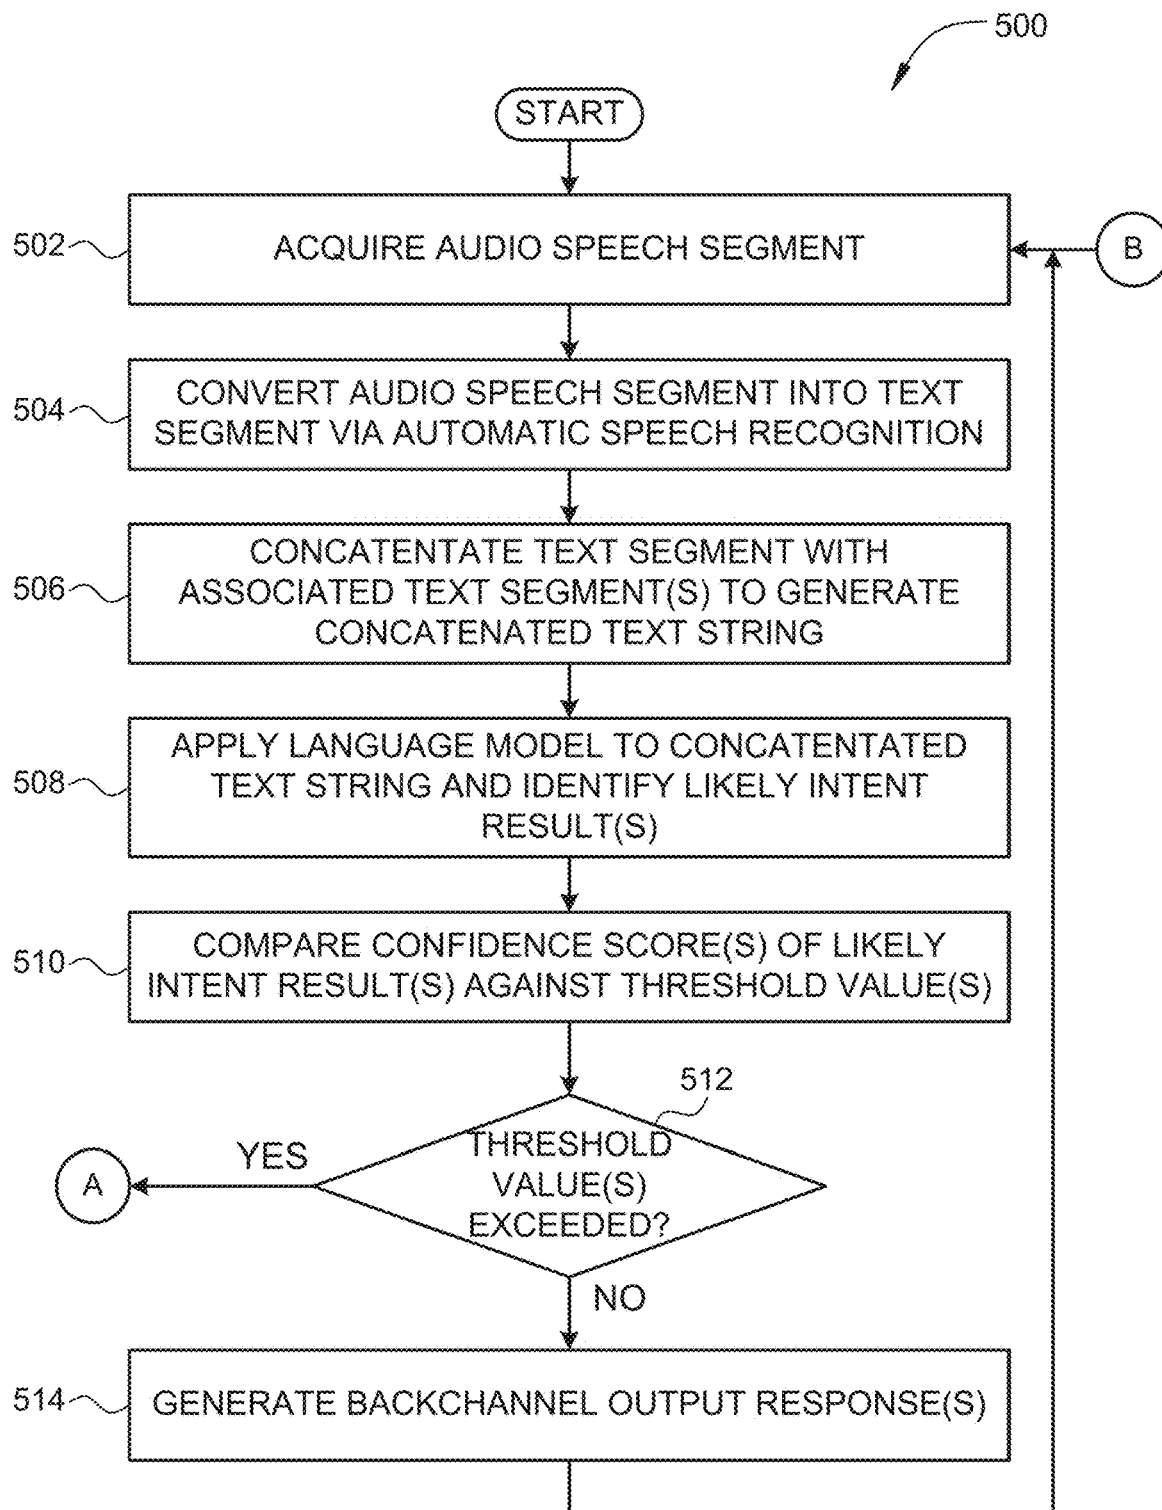 500
START
502
ACQUIRE AUDIO SPEECH SEGMENT
B
504
CONVERT AUDIO SPEECH SEGMENT INTO TEXT
SEGMENT VIA AUTOMATIC SPEECH RECOGNITION
506
CONCATENTATE TEXT SEGMENT WITH
ASSOCIATED TEXT SEGMENT(S) TO GENERATE
CONCATENATED TEXT STRING
508
APPLY LANGUAGE MODEL TO CONCATENTATED
TEXT STRING AND IDENTIFY LIKELY INTENT
RESULT(S)
510
COMPARE CONFIDENCE SCORE(S) OF LIKELY
INTENT RESULT(S) AGAINST THRESHOLD VALUE(S)
512
THRESHOLD
VALUE(S)
EXCEEDED?
YES
A
NO
514
GENERATE BACKCHANNEL OUTPUT RESPONSE(S)